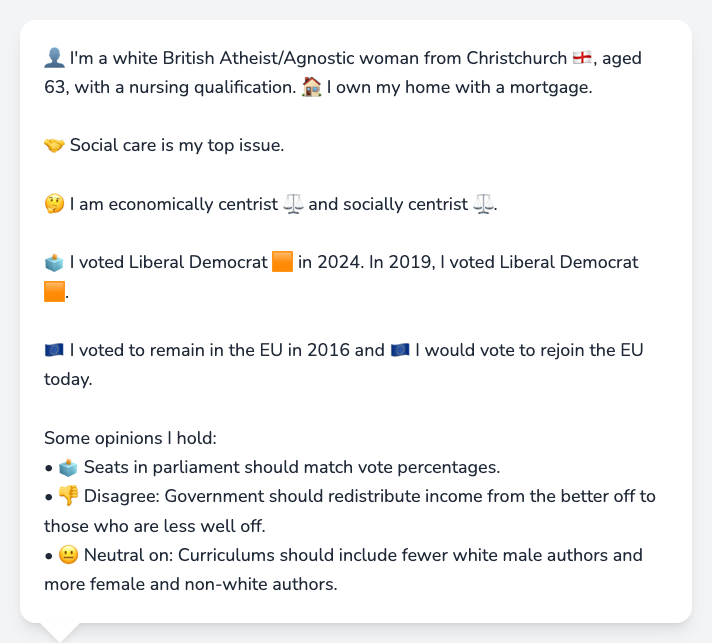 👤 I'm a white British Atheist/Agnostic woman from Christchurch 🏴󠁧󠁢󠁥󠁮󠁧󠁿, aged
63, with a nursing qualification. 🏠 I own my home with a mortgage.
🤝 Social care is my top issue.
🤔 I am economically centrist ⚖️ and socially centrist ⚖️.
🗳️ I voted Liberal Democrat 🟧 in 2024. In 2019, I voted Liberal Democrat
🟧.
🇪🇺 I voted to remain in the EU in 2016 and 🇪🇺 I would vote to rejoin the EU
today.
Some opinions I hold:
• 🗳️ Seats in parliament should match vote percentages.
• 👎 Disagree: Government should redistribute income from the better off to
those who are less well off.
• 😐 Neutral on: Curriculums should include fewer white male authors and
more female and non-white authors.